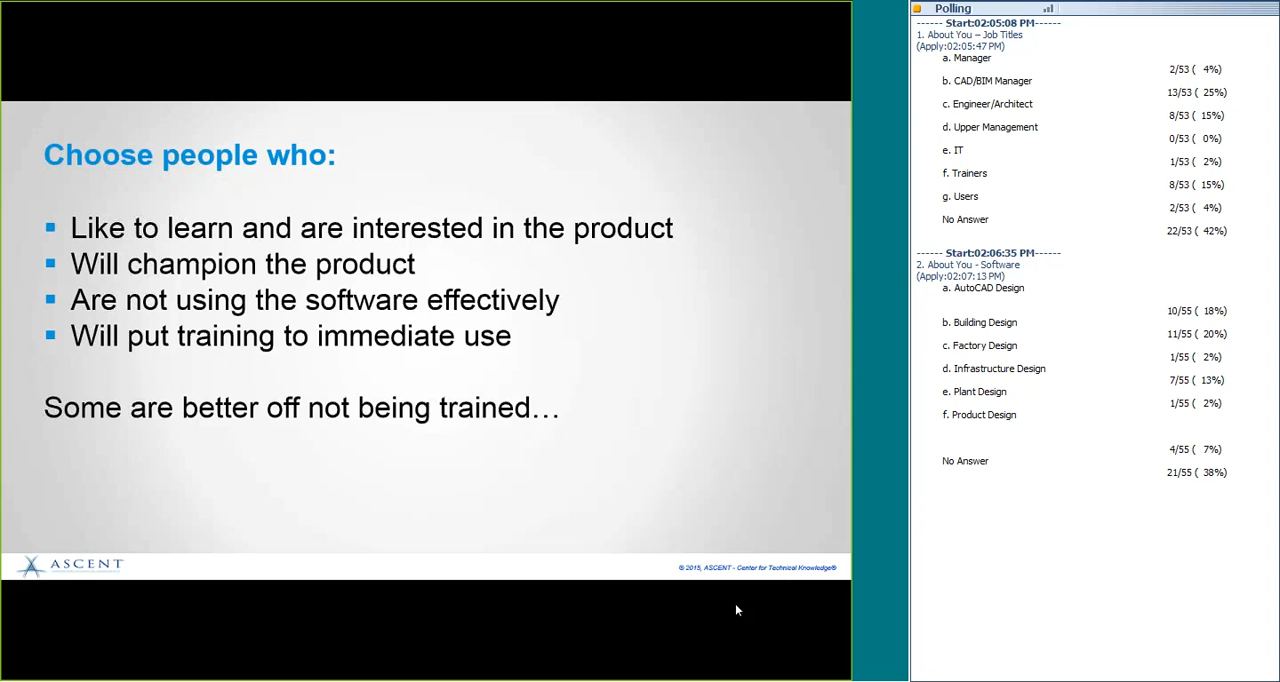 Choose people who:
Like to learn and are interested in the product
Will champion the product
Are not using the software effectively
Will put training to immediate use
Some are better off not being trained…
ASCENT
© 2015, ASCENT - Center for Technical Knowledge®
Polling
------ Start:02:05:08 PM------
1. About You – Job Titles
(Apply:02:05:47 PM)
a. Manager
2/53 ( 4%)
b. CAD/BIM Manager
13/53 ( 25%)
c. Engineer/Architect
8/53 ( 15%)
d. Upper Management
0/53 ( 0%)
e. IT
1/53 ( 2%)
f. Trainers
8/53 ( 15%)
g. Users
2/53 ( 4%)
No Answer
22/53 ( 42%)
------ Start:02:06:35 PM------
2. About You - Software
(Apply:02:07:13 PM)
a. AutoCAD Design
10/55 ( 18%)
b. Building Design
11/55 ( 20%)
c. Factory Design
1/55 ( 2%)
d. Infrastructure Design
7/55 ( 13%)
e. Plant Design
1/55 ( 2%)
f. Product Design
4/55 ( 7%)
No Answer
21/55 ( 38%)